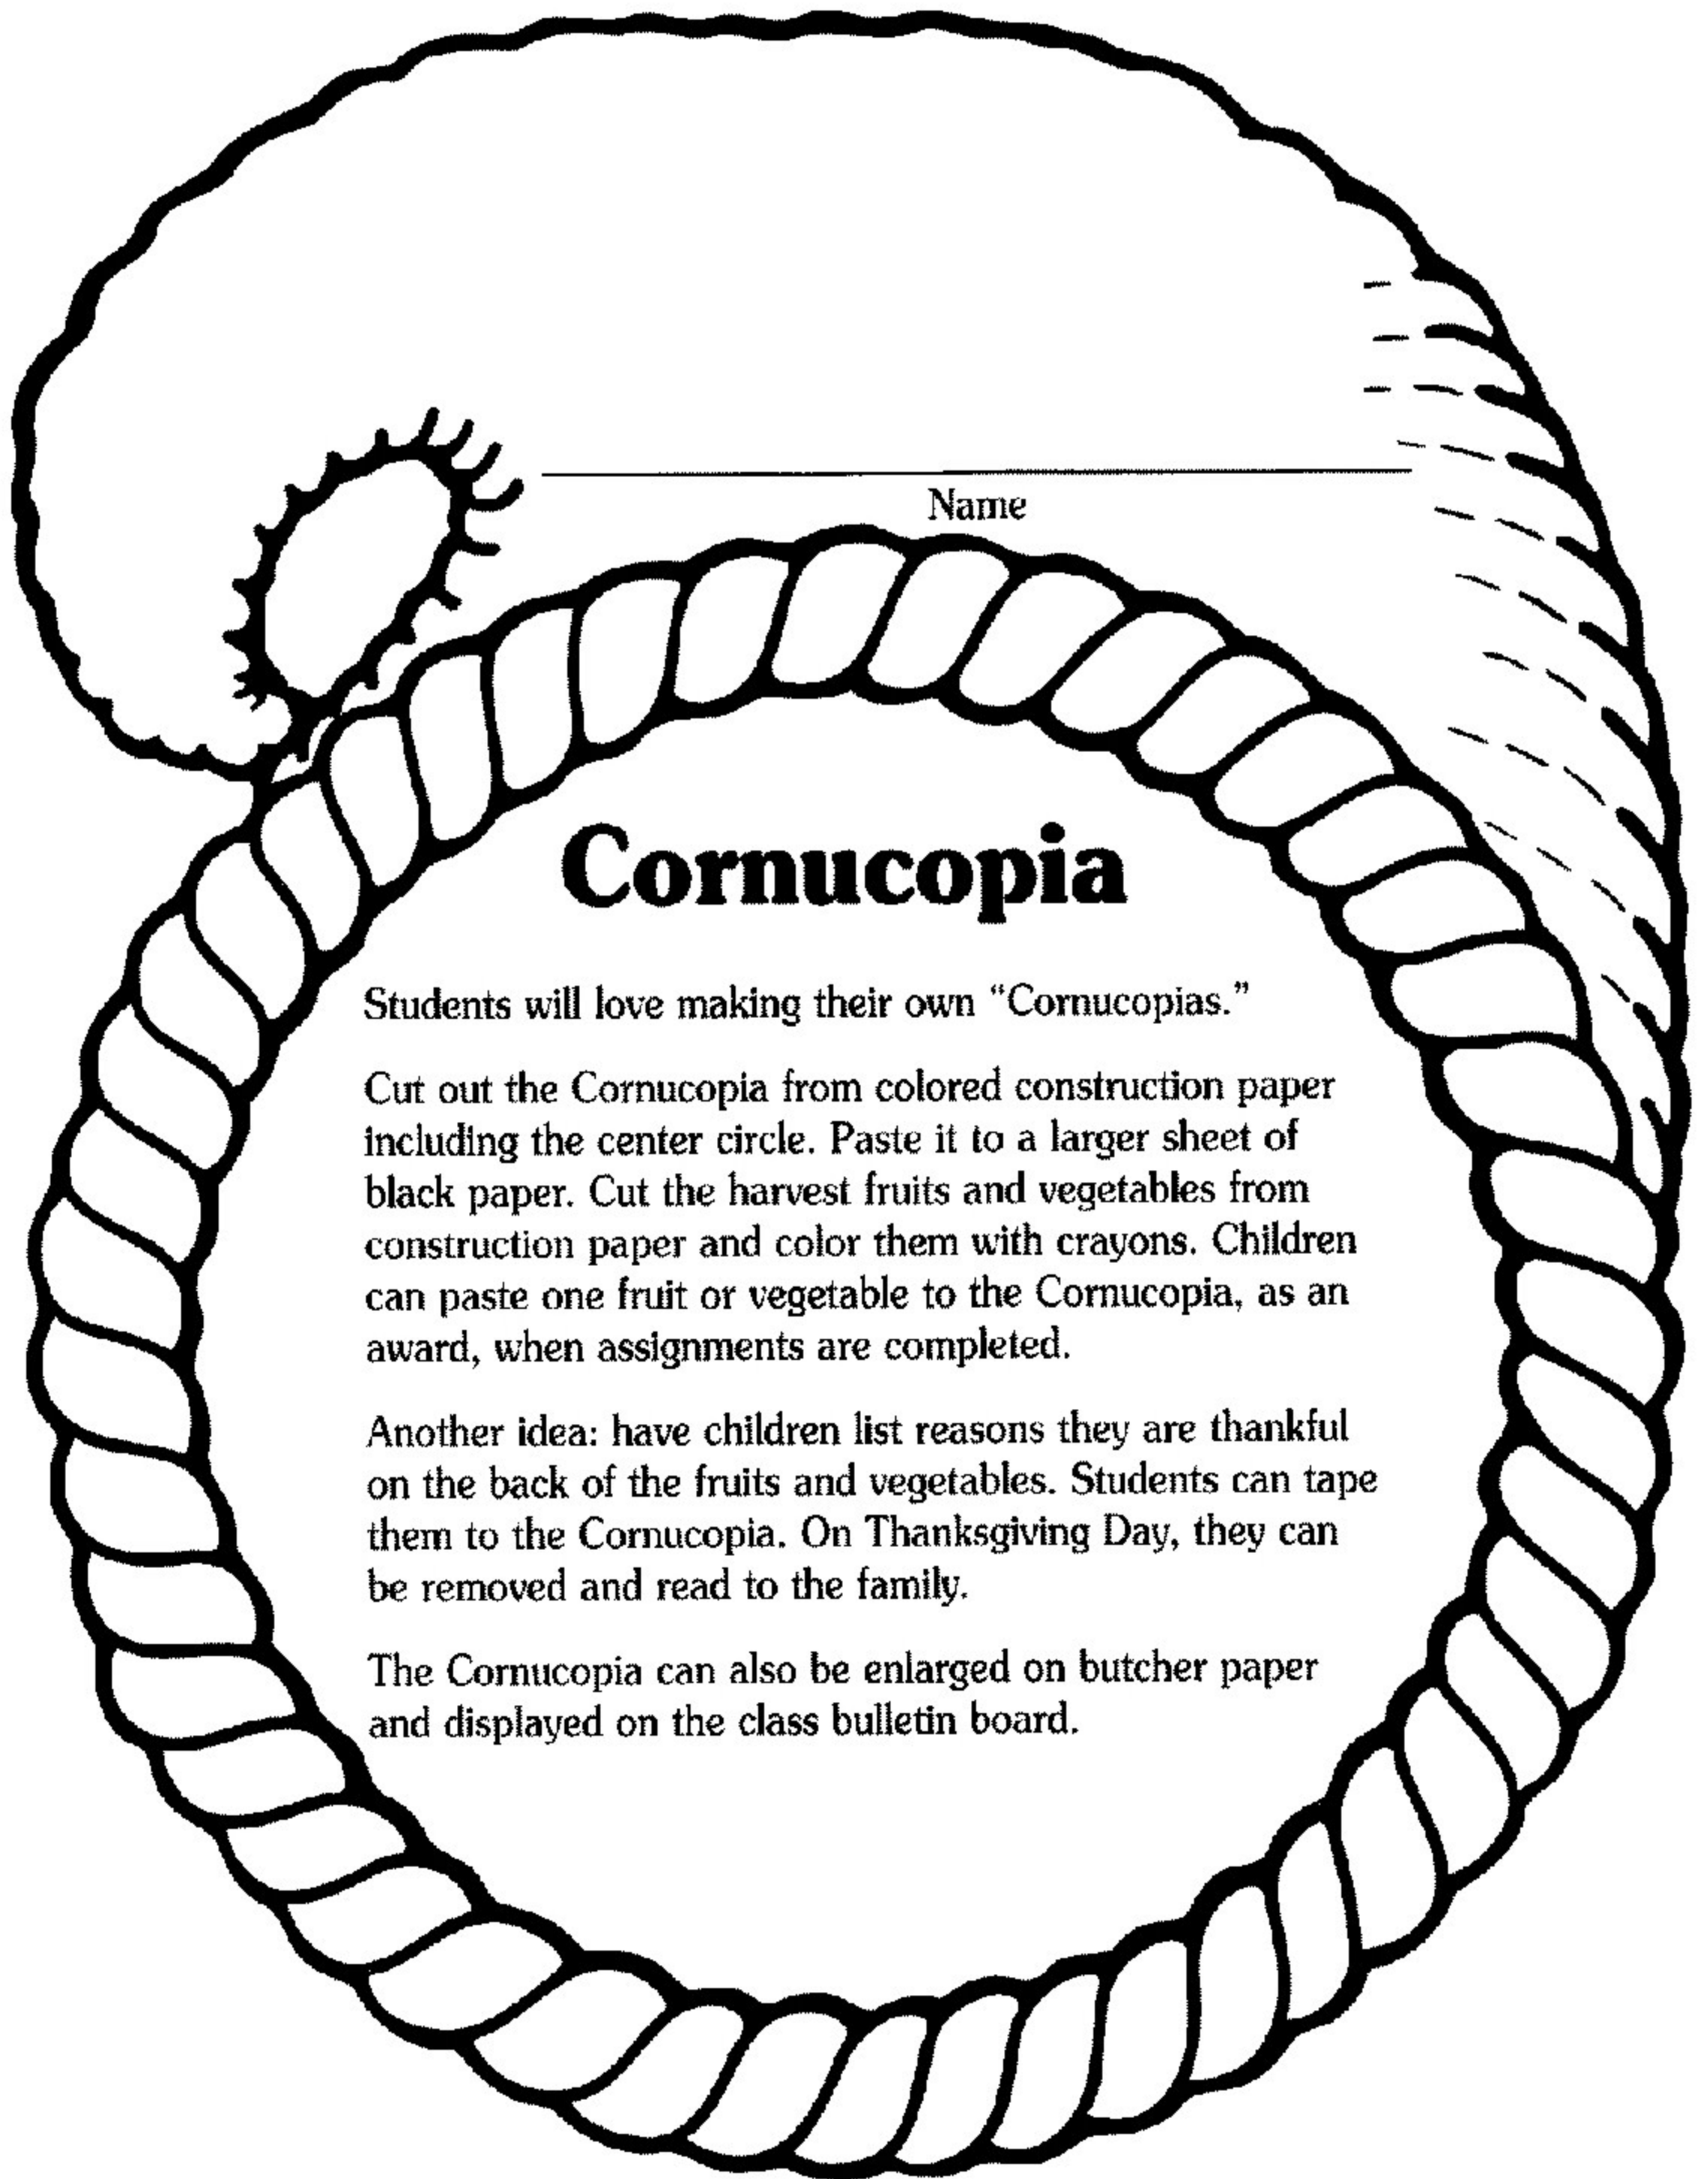 Name
Cornucopia
Students will love making their own “Cornucopias.”
Cut out the Cornucopia from colored construction paper
including the center circle. Paste it to a larger sheet of
black paper. Cut the harvest fruits and vegetables from
construction paper and color them with crayons. Children
can paste one fruit or vegetable to the Cornucopia, as an
award, when assignments are completed.
Another idea: have children list reasons they are thankful
on the back of the fruits and vegetables. Students can tape
them to the Cornucopia. On Thanksgiving Day, they can
be removed and read to the family.
The Cornucopia can also be enlarged on butcher paper
and displayed on the class bulletin board.